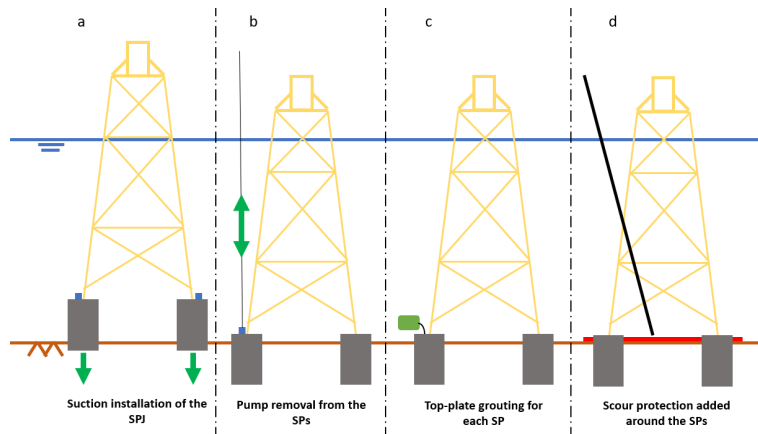 a
b
c
d
Suction installation of the
SPJ
Pump removal from the
SPs
Top-plate grouting for
each SP
Scour protection added
around the SPs